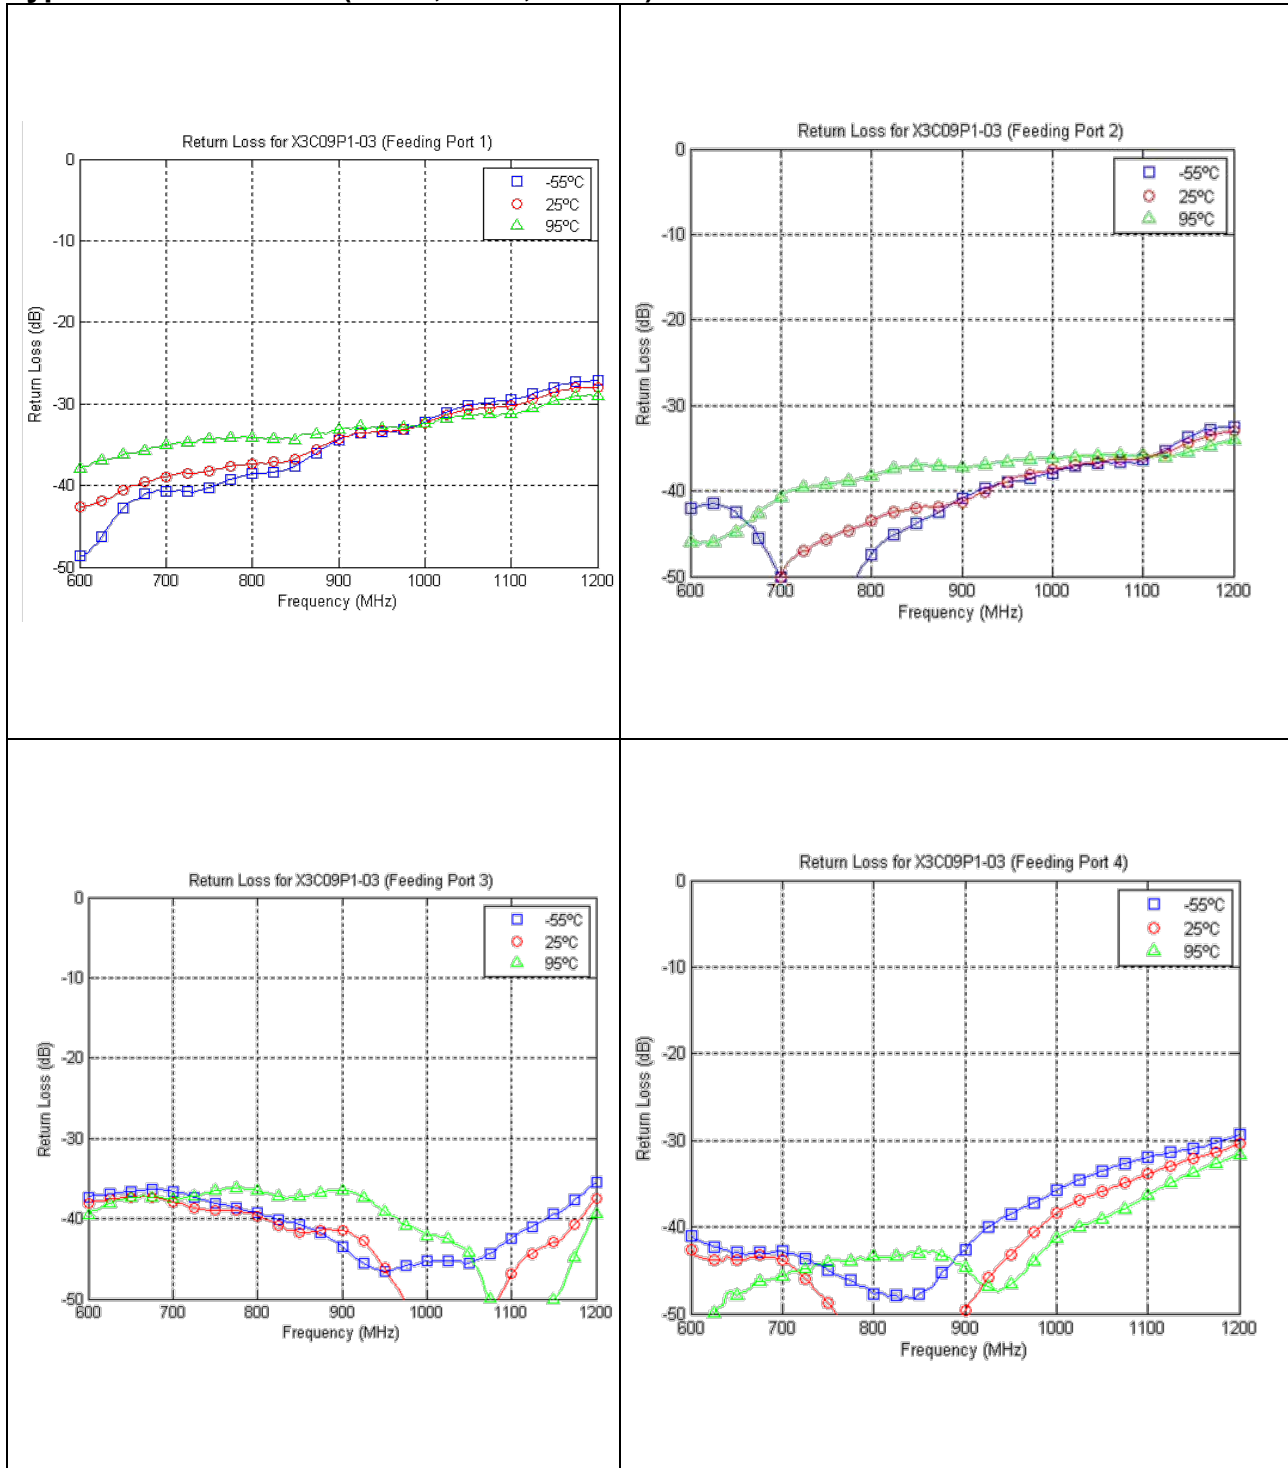 Return Loss for X3C09P1-03 (Feeding Port 1)
0
-10
-20
-30
-40
-50
Return Loss (dB)
-55ºC
25ºC
95ºC
600 700 800 900 1000 1100 1200
Frequency (MHz)
Return Loss for X3C09P1-03 (Feeding Port 2)
0
-10
-20
-30
-40
-50
Return Loss (dB)
-55ºC
25ºC
95ºC
600 700 800 900 1000 1100 1200
Frequency (MHz)
Return Loss for X3C09P1-03 (Feeding Port 3)
0
-10
-20
-30
-40
-50
Return Loss (dB)
-55ºC
25ºC
95ºC
600 700 800 900 1000 1100 1200
Frequency (MHz)
Return Loss for X3C09P1-03 (Feeding Port 4)
0
-10
-20
-30
-40
-50
Return Loss (dB)
-55ºC
25ºC
95ºC
600 700 800 900 1000 1100 1200
Frequency (MHz)